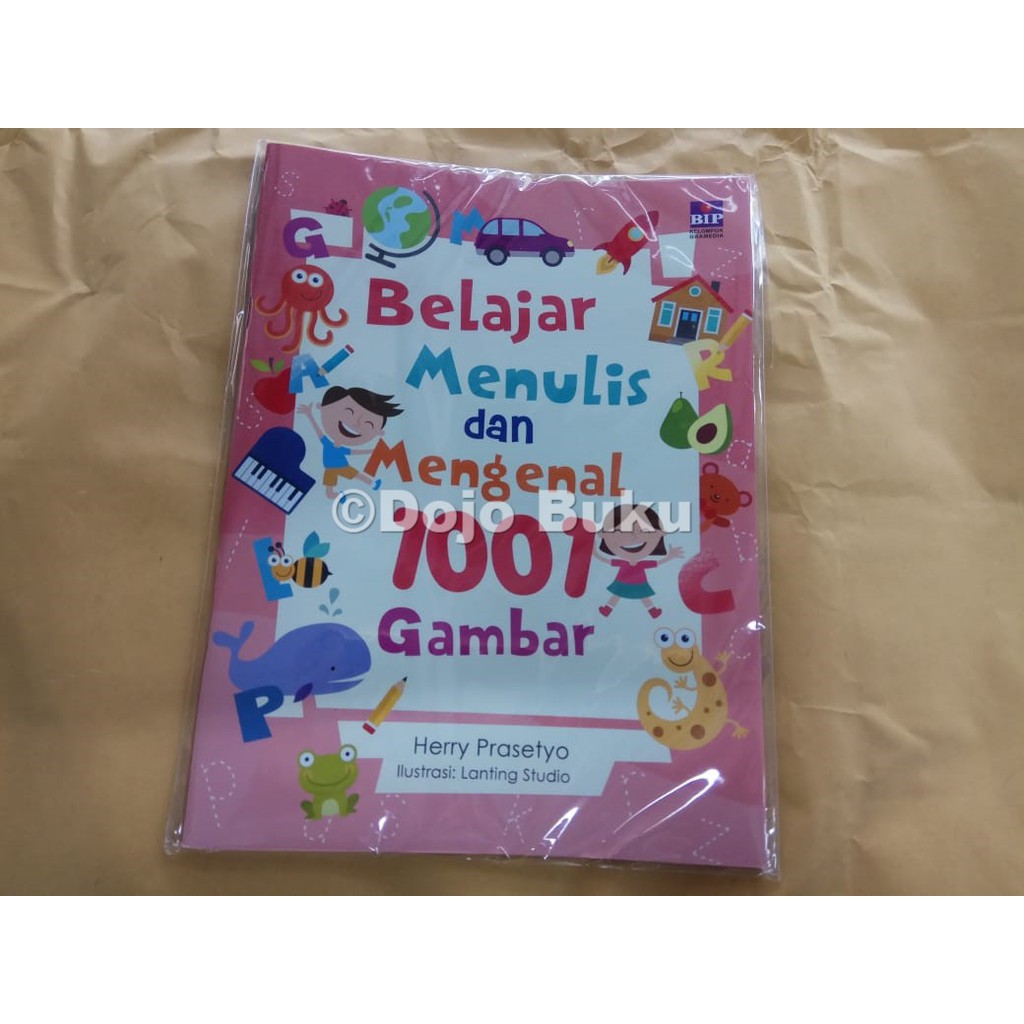 BIP
KELOMPOK
GRAMEDIA
G
H
M
Belajar
Menulis
dan
Mengenal
1001
Gambar
A
R
L
C
P
©Dojo Buku
Herry Prasetyo
Ilustrasi: Lanting Studio